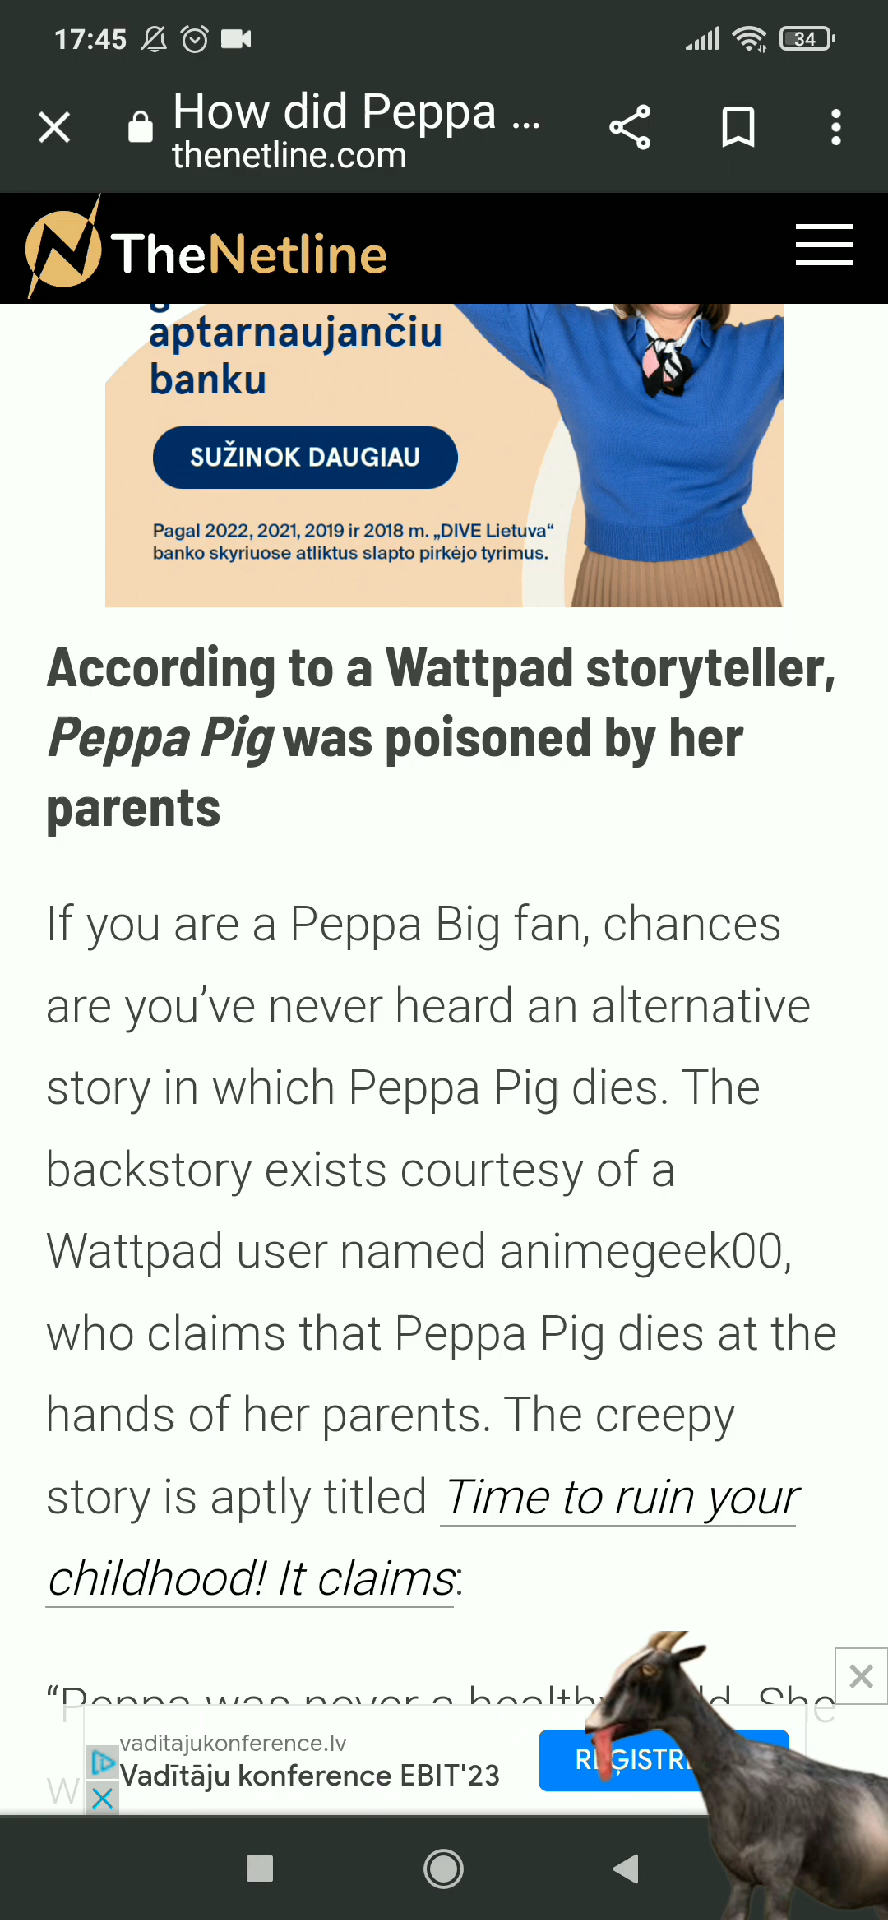 17:45
34
How did Peppa ...
thenetline.com
TheNetline
aptarnaujančiu
banku
SUŽINOK DAUGIAU
Pagal 2022, 2021, 2019 ir 2018 m. „DIVE Lietuva“
banko skyriuose atliktus slapto pirkėjo tyrimus.
According to a Wattpad storyteller,
Peppa Pig was poisoned by her
parents
If you are a Peppa Big fan, chances
are you’ve never heard an alternative
story in which Peppa Pig dies. The
backstory exists courtesy of a
Wattpad user named animegeek00,
who claims that Peppa Pig dies at the
hands of her parents. The creepy
story is aptly titled Time to ruin your
childhood! It claims:
“Peppa was never a healthy She
vaditajukonference.lv
Vadītāju konference EBIT'23